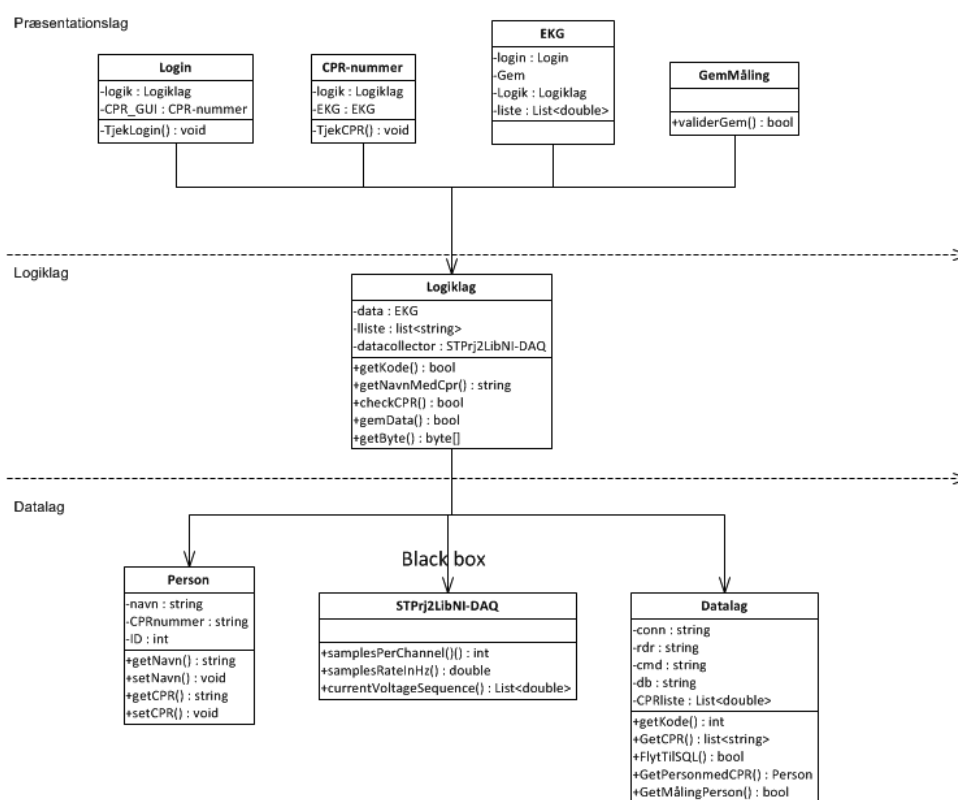 Præsentationslag
Login
-logik : Logiklag
-CPR_GUI : CPR-nummer
-TjekLogin() : void
CPR-nummer
-logik : Logiklag
-EKG : EKG
-TjekCPR() : void
EKG
-login : Login
-Gem
-Logik : Logiklag
-liste : List<double>
GemMåling
+validerGem() : bool
Logiklag
Logiklag
-data : EKG
-lliste : list<string>
-datacollector : STPrj2LibNI-DAQ
+getKode() : bool
+getNavnMedCpr() : string
+checkCPR() : bool
+gemData() : bool
+getByte() : byte[]
Datalag
Person
-navn : string
-CPRnummer : string
-ID : int
+getNavn() : string
+setNavn() : void
+getCPR() : string
+setCPR() : void
Black box
STPrj2LibNI-DAQ
+samplesPerChannel()() : int
+samplesRateInHz() : double
+currentVoltageSequence() : List<double>
Datalag
-conn : string
-rdr : string
-cmd : string
-db : string
-CPRliste : List<double>
+getKode() : int
+GetCPR() : list<string>
+FlytTilSQL() : bool
+GetPersonmedCPR() : Person
+GetMålingPerson() : bool